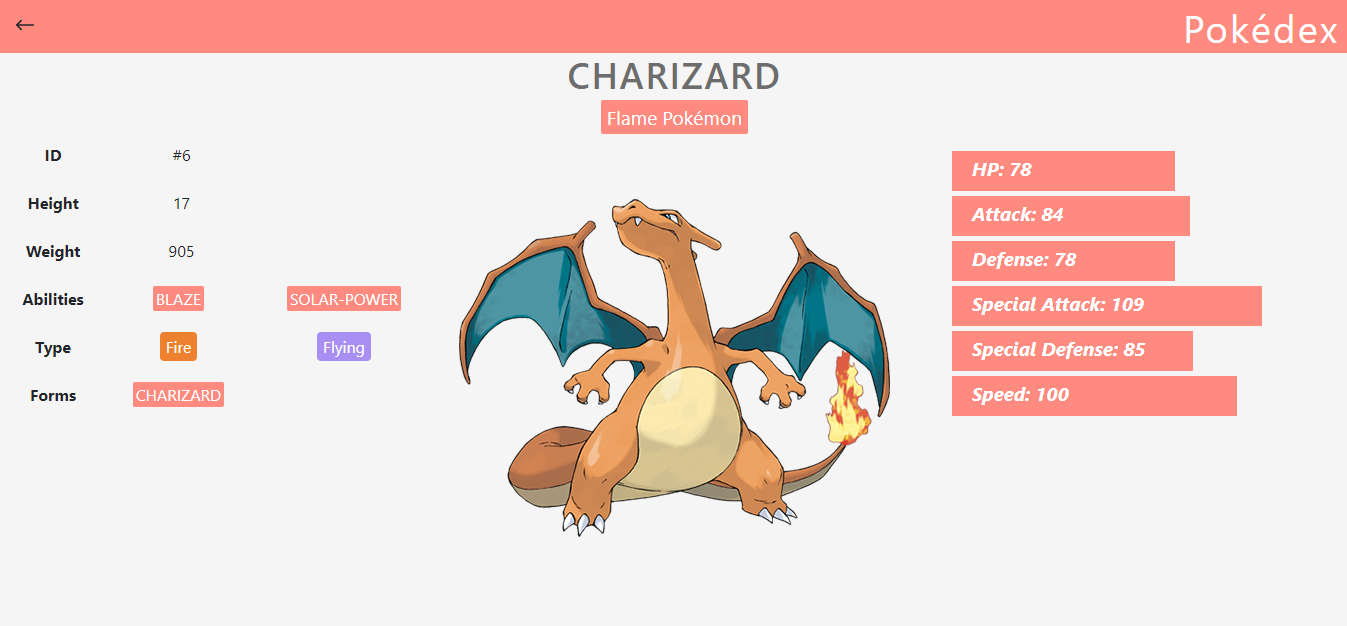 Pokédex
CHARIZARD
Flame Pokémon
ID #6
Height 17
Weight 905
Abilities BLAZE SOLAR-POWER
Type Fire Flying
Forms CHARIZARD
HP: 78
Attack: 84
Defense: 78
Special Attack: 109
Special Defense: 85
Speed: 100